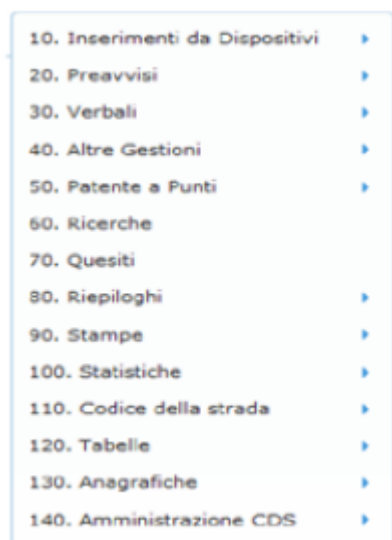 10. Inserimenti da Dispositivi
20. Preavvisi
30. Verbali
40. Altre Gestioni
50. Patente a Punti
60. Ricerche
70. Quesiti
80. Riepiloghi
90. Stampe
100. Statistiche
110. Codice della strada
120. Tabelle
130. Anagrafiche
140. Amministrazione CDS